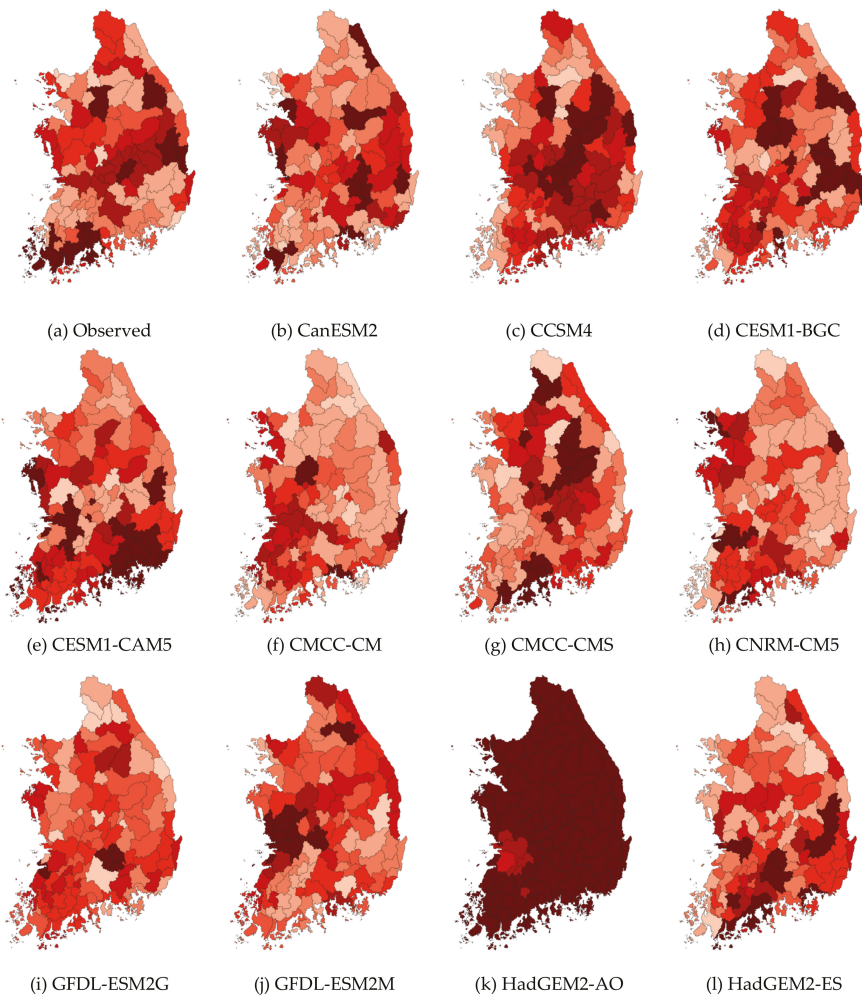 (a) Observed
(b) CanESM2
(c) CCSM4
(d) CESM1-BGC
(e) CESM1-CAM5
(f) CMCC-CM
(g) CMCC-CMS
(h) CNRM-CM5
(i) GFDL-ESM2G
(j) GFDL-ESM2M
(k) HadGEM2-AO
(l) HadGEM2-ES